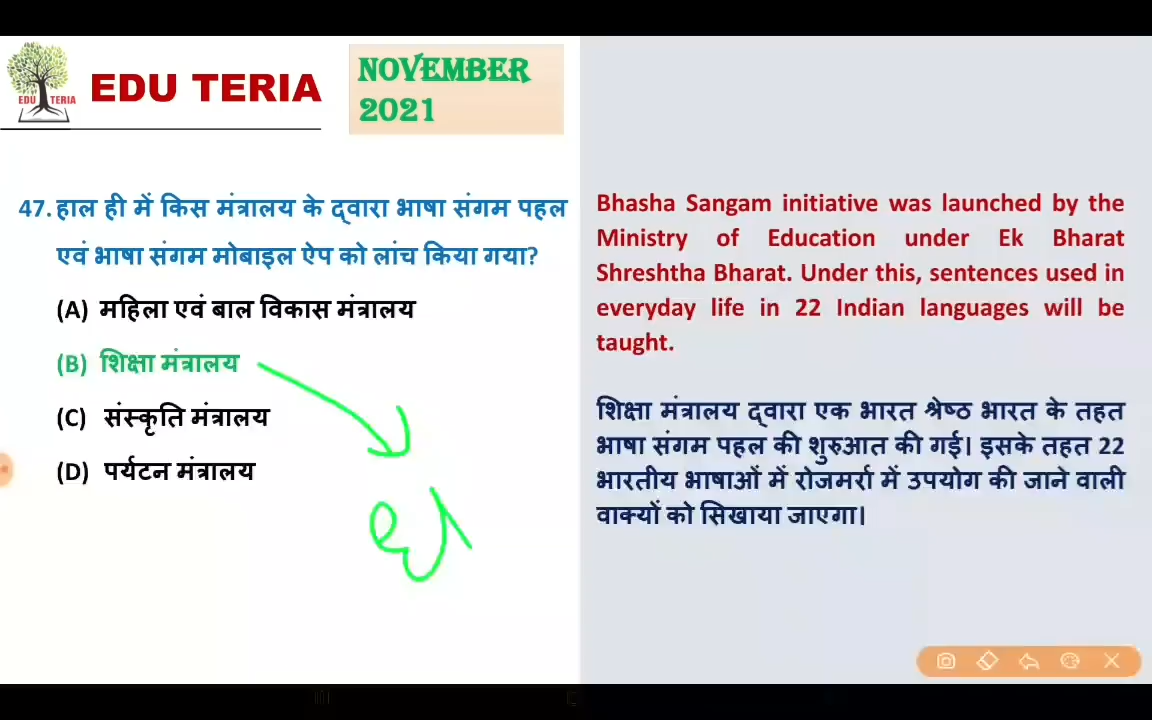 EDU TERIA
EDU TERIA
NOVEMBER
2021
47. हाल ही में किस मंत्रालय के द्वारा भाषा संगम पहल
एवं भाषा संगम मोबाइल ऐप को लांच किया गया?
(A) महिला एवं बाल विकास मंत्रालय
(B) शिक्षा मंत्रालय
(C) संस्कृति मंत्रालय
(D) पर्यटन मंत्रालय
Bhasha Sangam initiative was launched by the
Ministry of Education under Ek Bharat
Shreshtha Bharat. Under this, sentences used in
everyday life in 22 Indian languages will be
taught.
शिक्षा मंत्रालय द्वारा एक भारत श्रेष्ठ भारत के तहत
भाषा संगम पहल की शुरुआत की गई। इसके तहत 22
भारतीय भाषाओं में रोजमर्रा में उपयोग की जाने वाली
वाक्यों को सिखाया जाएगा।